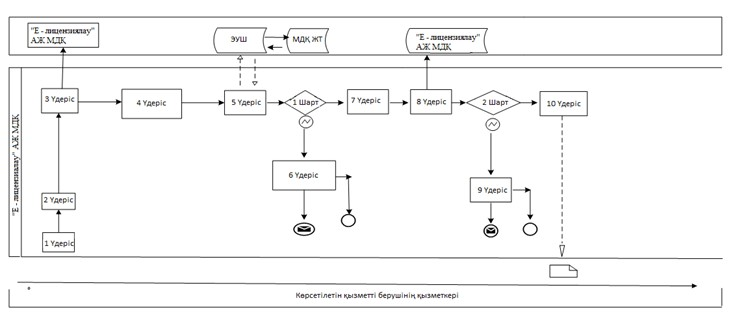 "Е - лицензиялау"
АЖ МДҚ
ЭУШ
МДҚ ЖТ
"Е - лицензиялау"
АЖ МДҚ
"Е - лицензиялау" АЖ МДҚ
3 Үдеріс
4 Үдеріс
5 Үдеріс
1 Шарт
7 Үдеріс
8 Үдеріс
2 Шарт
10 Үдеріс
6 Үдеріс
9 Үдеріс
2 Үдеріс
1 Үдеріс
Көрсетілетін қызметті берушінің қызметкері